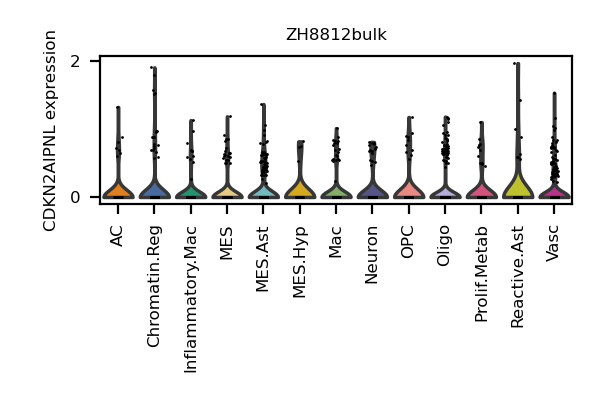 ZH8812bulk
CDKN2AIPNL expression
2
0
AC
Chromatin.Reg
Inflammatory.Mac
MES
MES.Ast
MES.Hyp
Mac
Neuron
OPC
Oligo
Prolif.Metab
Reactive.Ast
Vasc